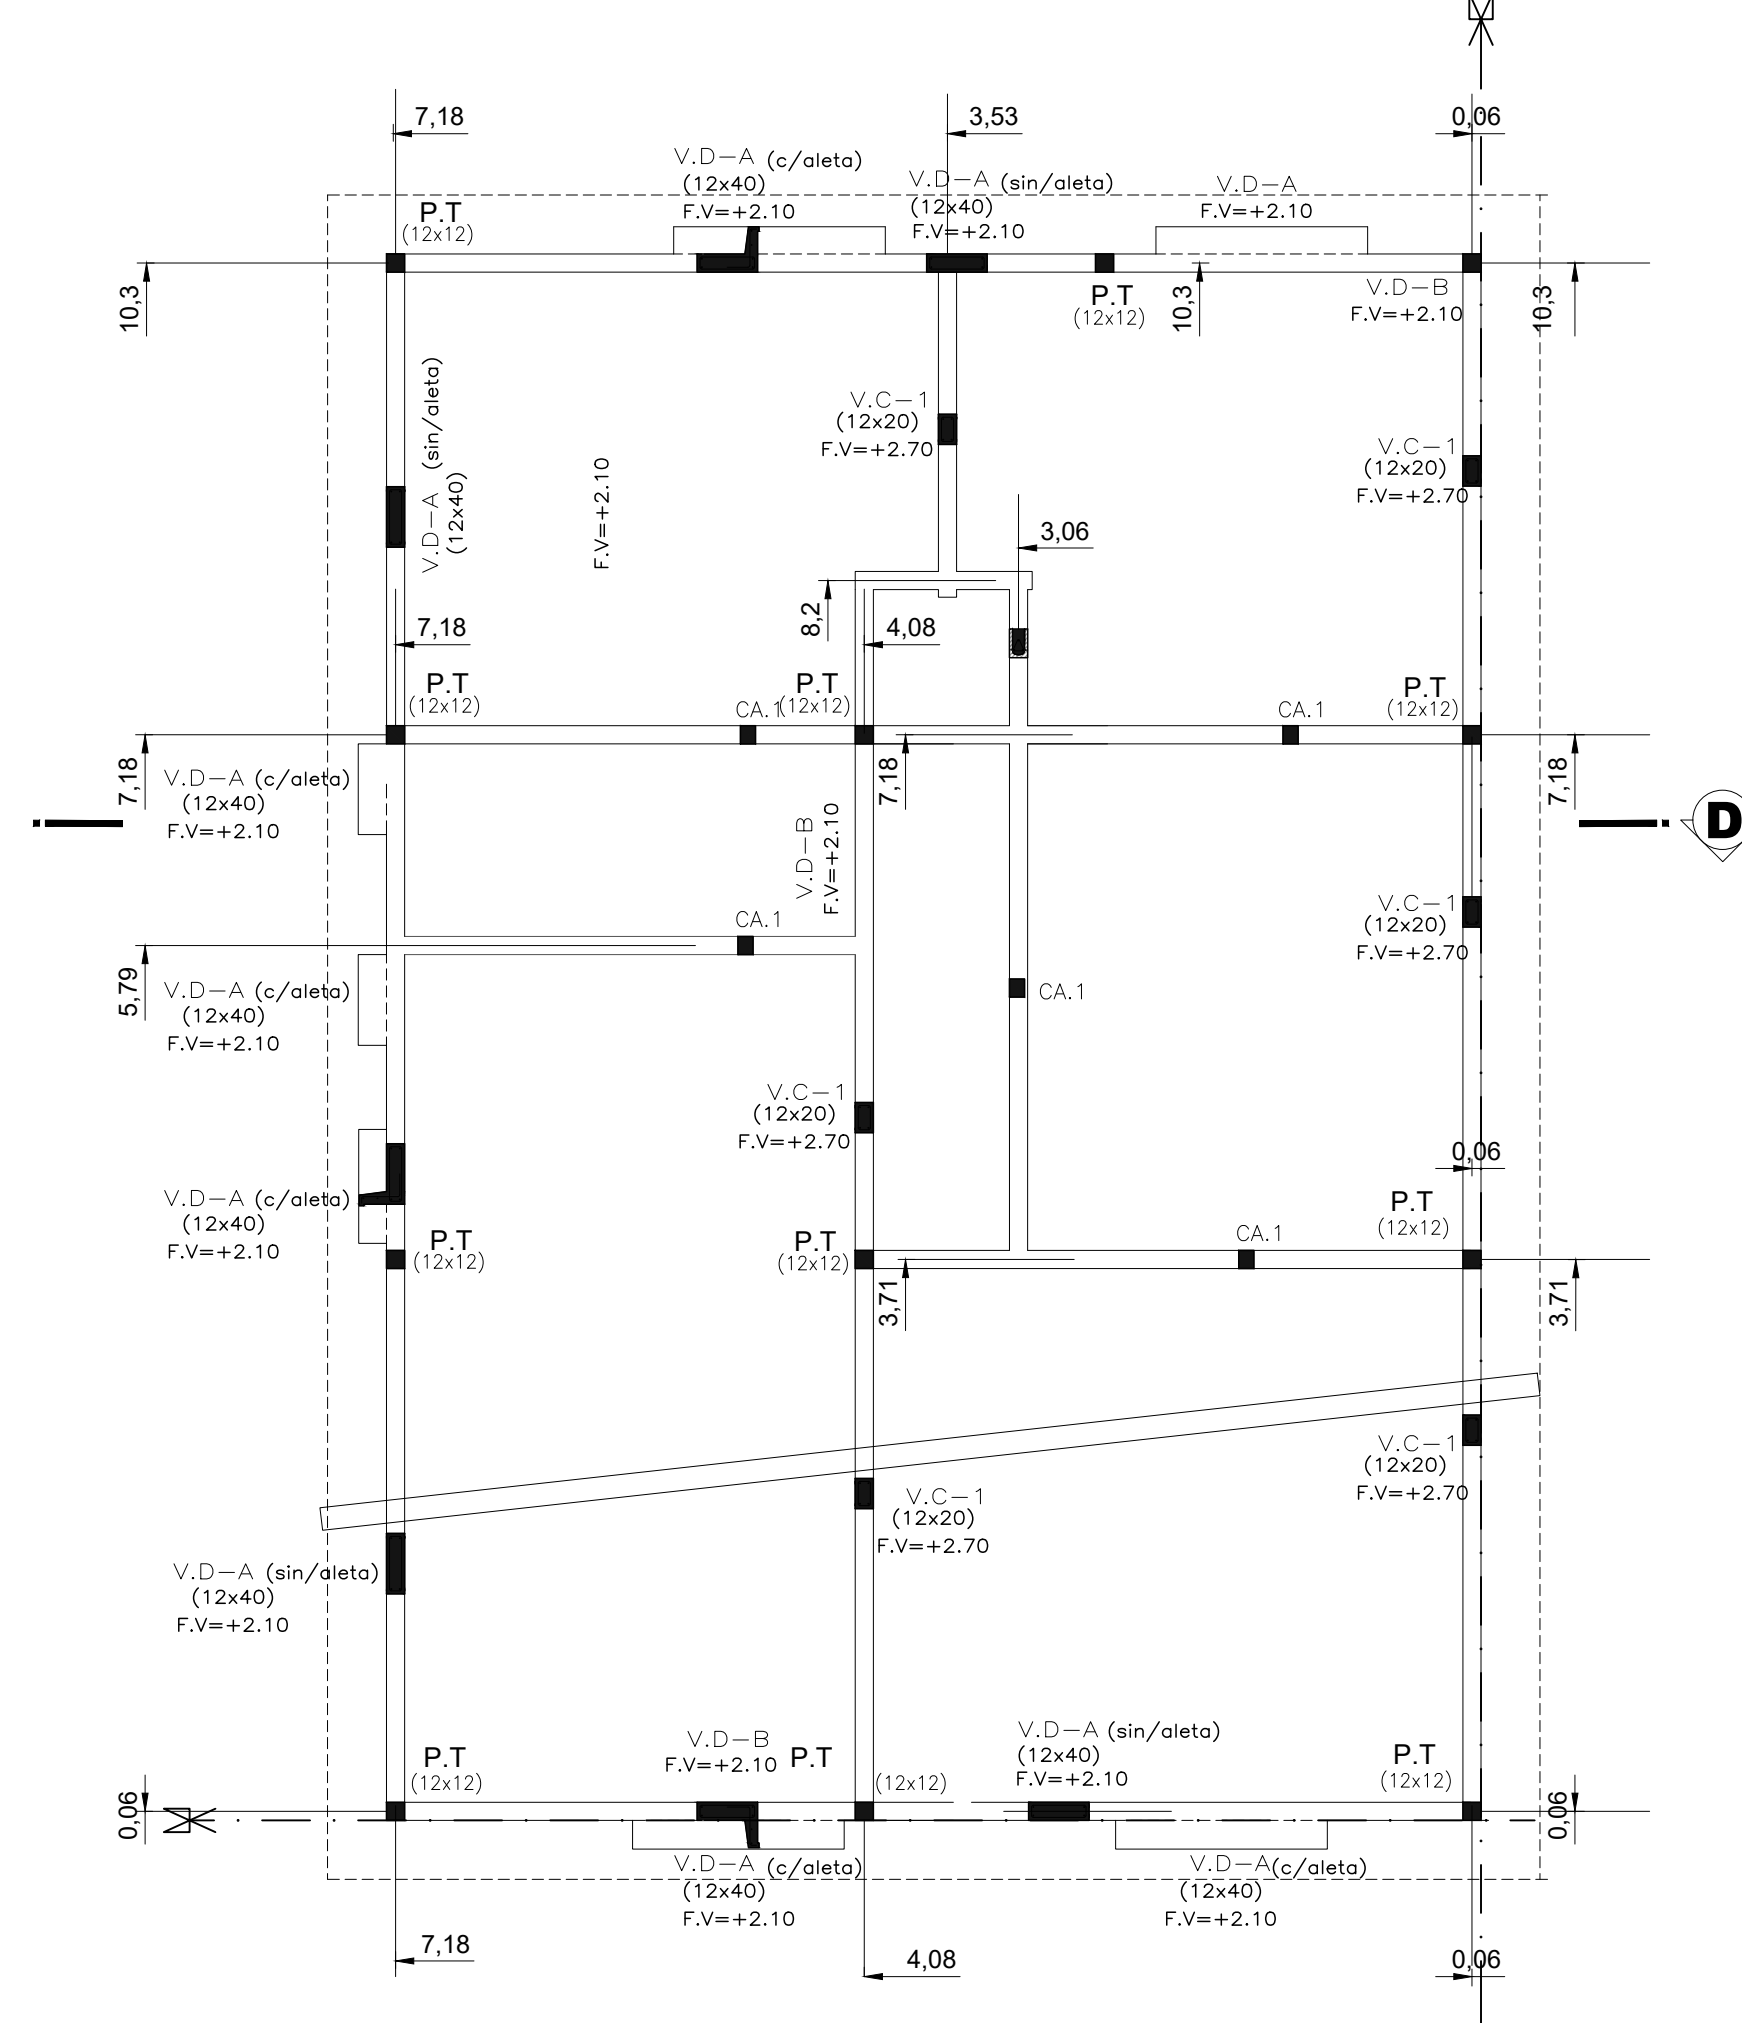 7,18
3,53
0,06
V.D-A (c/aleta)
(12x40)
F.V=+2.10
V.D-A (sin/aleta)
(12x40)
F.V=+2.10
V.D-A
F.V=+2.10
P.T
(12x12)
10,3
P.T
(12x12)
10,3
V.D-B
F.V=+2.10
10,3
V.D-A (sin/aleta)
(12x40)
F.V=+2.10
V.C-1
(12x20)
F.V=+2.70
V.C-1
(12x20)
F.V=+2.70
3,06
8,2
7,18
4,08
P.T
(12x12)
CA.1
P.T
(12x12)
CA.1
P.T
(12x12)
7,18
V.D-A (c/aleta)
(12x40)
F.V=+2.10
7,18
7,18
D
V.D-B
F.V=+2.10
CA.1
V.C-1
(12x20)
F.V=+2.70
5,79
V.D-A (c/aleta)
(12x40)
F.V=+2.10
CA.1
V.C-1
(12x20)
F.V=+2.70
0,06
V.D-A (c/aleta)
(12x40)
F.V=+2.10
P.T
(12x12)
P.T
(12x12)
CA.1
P.T
(12x12)
3,71
3,71
V.C-1
(12x20)
F.V=+2.70
V.C-1
(12x20)
F.V=+2.70
V.D-A (sin/aleta)
(12x40)
F.V=+2.10
P.T
(12x12)
V.D-B
F.V=+2.10
P.T
(12x12)
V.D-A (sin/aleta)
(12x40)
F.V=+2.10
P.T
(12x12)
0,06
0,06
V.D-A (c/aleta)
(12x40)
F.V=+2.10
V.D-A(c/aleta)
(12x40)
F.V=+2.10
7,18
4,08
0,06